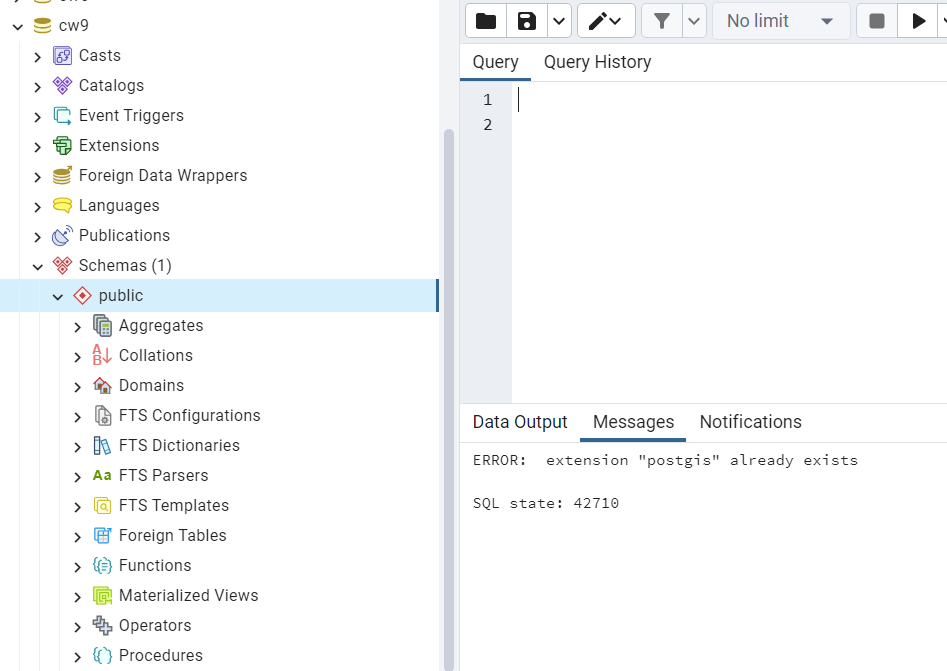 cw9
Casts
Catalogs
Event Triggers
Extensions
Foreign Data Wrappers
Languages
Publications
Schemas (1)
public
Aggregates
Collations
Domains
FTS Configurations
FTS Dictionaries
Aa FTS Parsers
FTS Templates
Foreign Tables
Functions
Materialized Views
Operators
Procedures
No limit
Query Query History
1
2
Data Output Messages Notifications
ERROR:  extension "postgis" already exists
SQL state: 42710